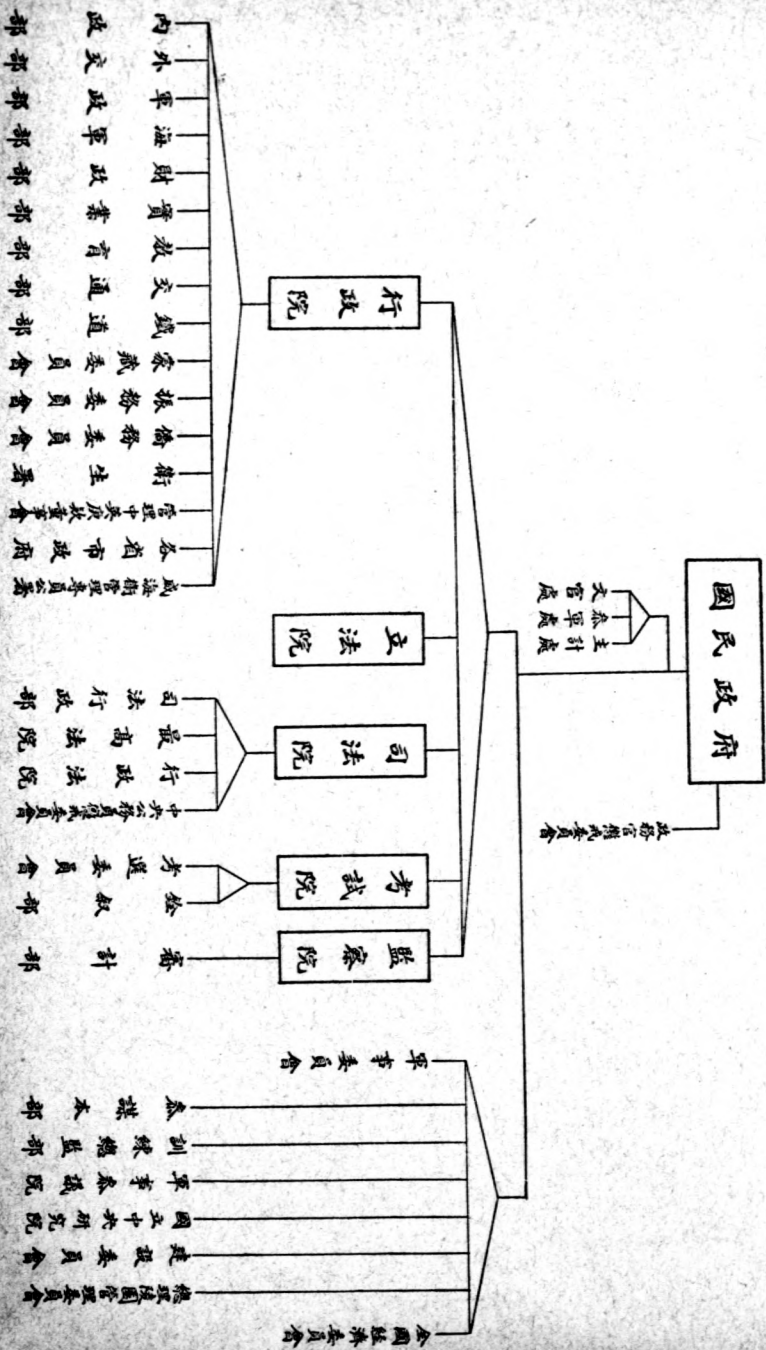 國民政府
政務官懲戒委員會
文官處
參軍處
主計處
行政院
立法院
司法院
考試院
監察院
內政部
外交部
軍政部
海軍部
財政部
實業部
教育部
交通部
鐵道部
蒙藏委員會
振務委員會
僑務委員會
衛生署
管理中英庚款董事會
各省市政府
威海衛管理專員公署
司法行政部
最高法院
行政法院
中央公務員懲戒委員會
考選委員會
銓叙部
審計部
軍事委員會
參謀本部
訓練總監部
軍事參議院
國立中央研究院
建設委員會
總理陵園管理委員會
全國經濟委員會